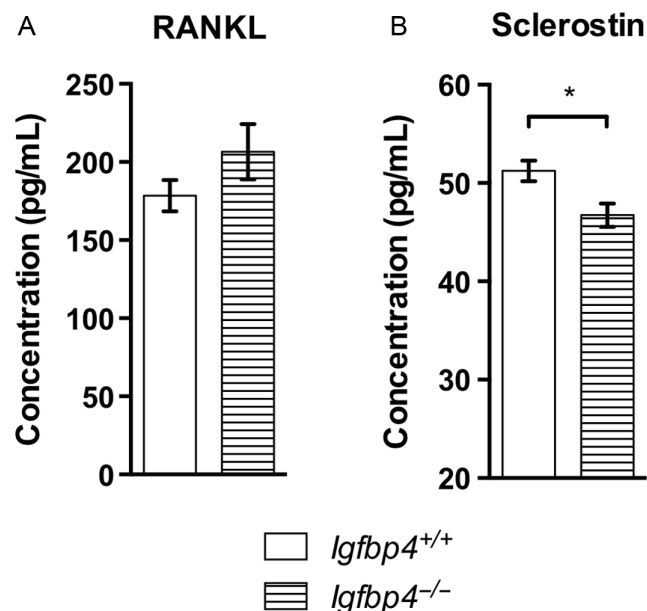 A
RANKL
Concentration (pg/mL)
250
200
150
100
50
0
B
Sclerostin
Concentration (pg/mL)
60
50
40
30
20
*
Igfbp4+/+
Igfbp4−/−